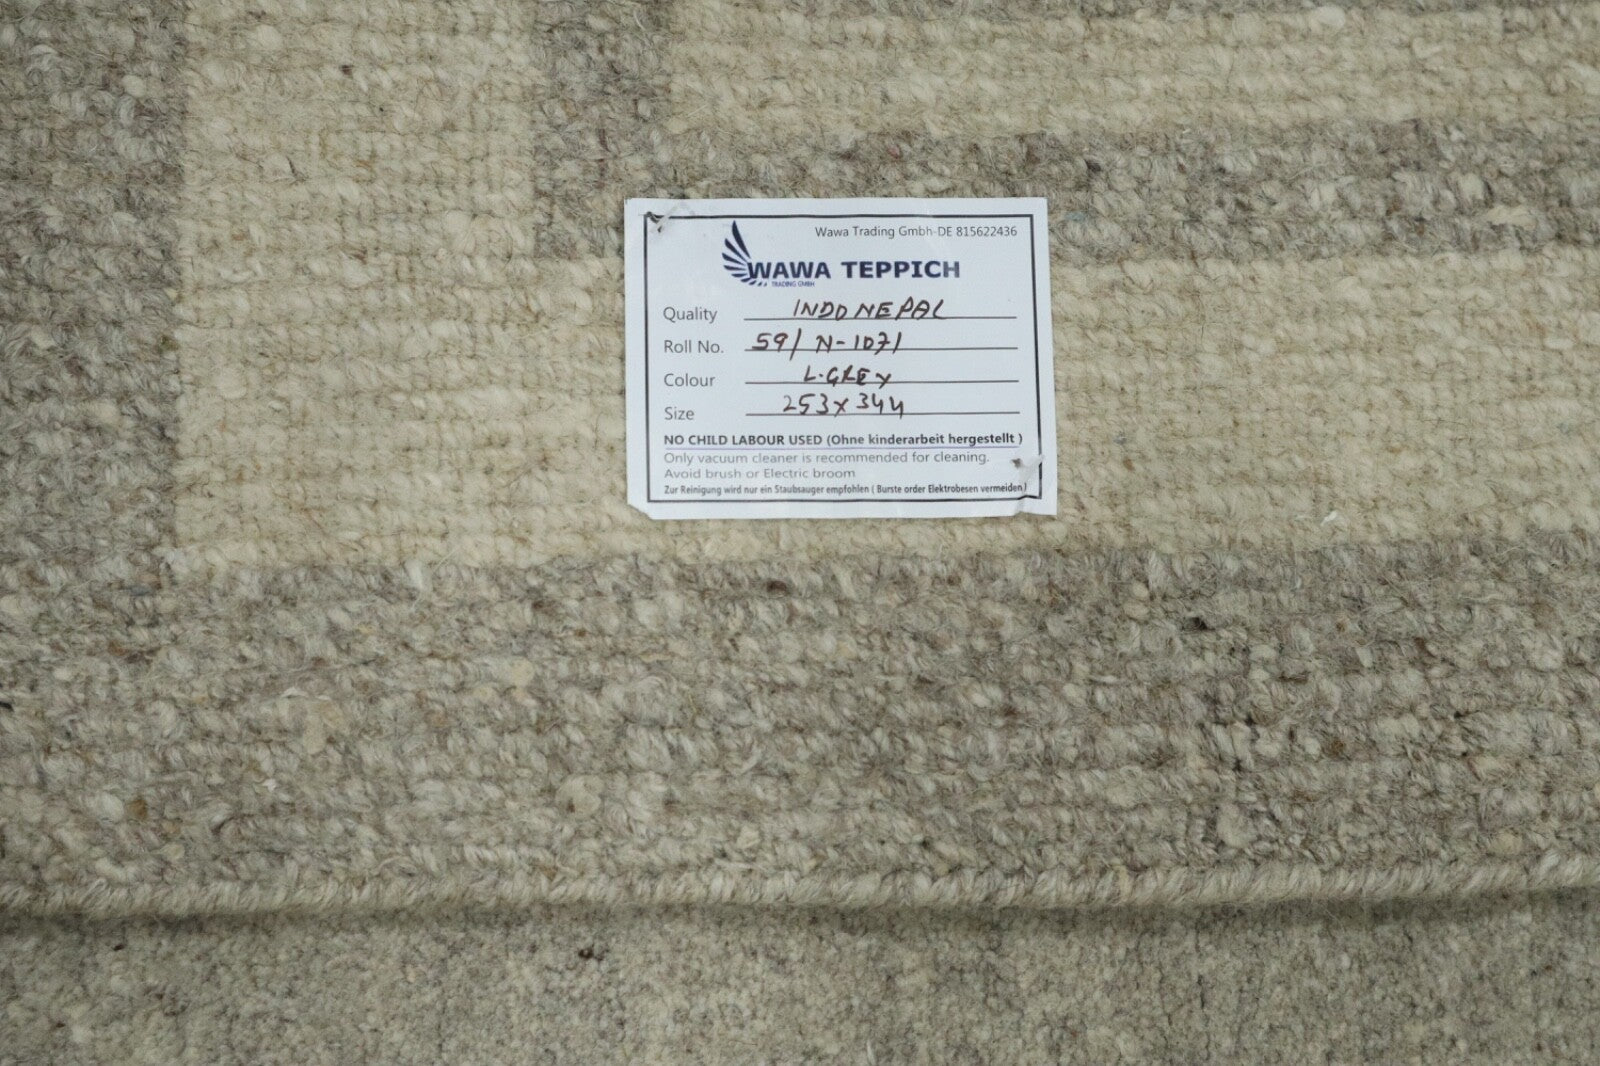 Wawa Trading Gmbh-DE 815622436
WAWA TEPPICH
TRADING GMBH
Quality INDO NEPAL
Roll No. 59/ N-1071
Colour L.GREY
Size 253x344
NO CHILD LABOUR USED (Ohne kinderarbeit hergestellt )
Only vacuum cleaner is recommended for cleaning.
Avoid brush or Electric broom
Zur Reinigung wird nur ein Staubsauger empfohlen ( Burste order Elektrobesen vermeiden)